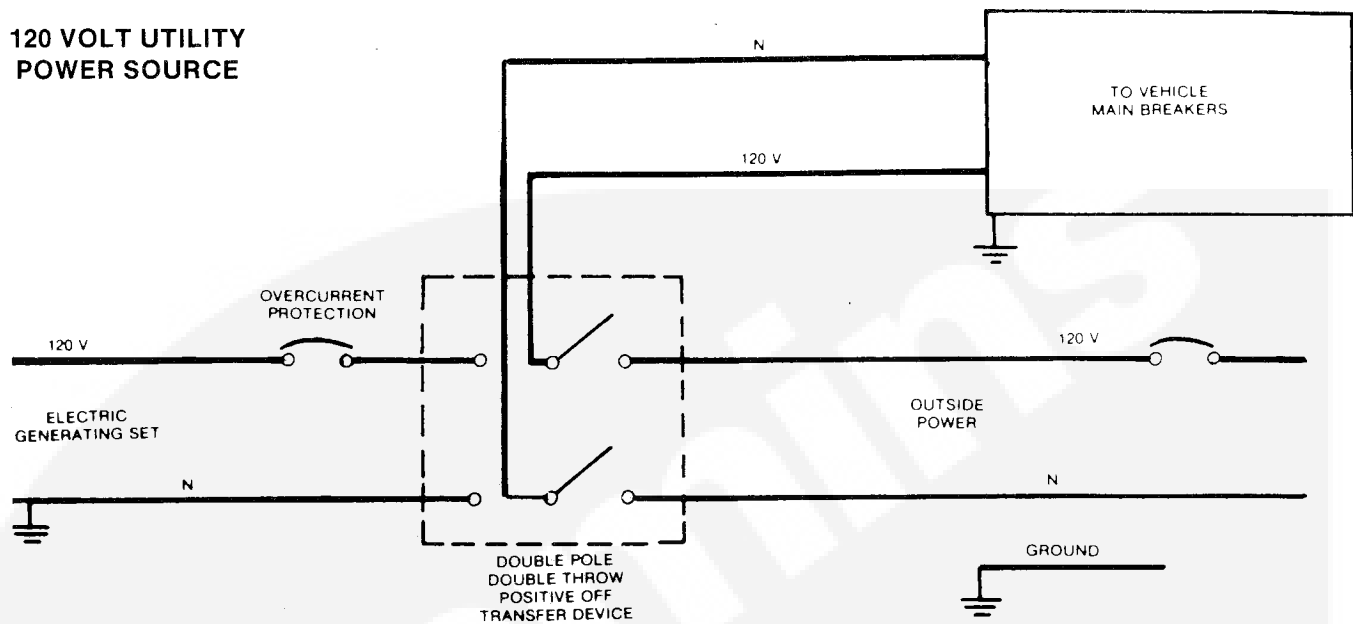 120 VOLT UTILITY
POWER SOURCE
N
TO VEHICLE
MAIN BREAKERS
120 V
OVERCURRENT
PROTECTION
120 V
120 V
ELECTRIC
GENERATING SET
OUTSIDE
POWER
N
N
DOUBLE POLE
DOUBLE THROW
POSITIVE OFF
TRANSFER DEVICE
GROUND